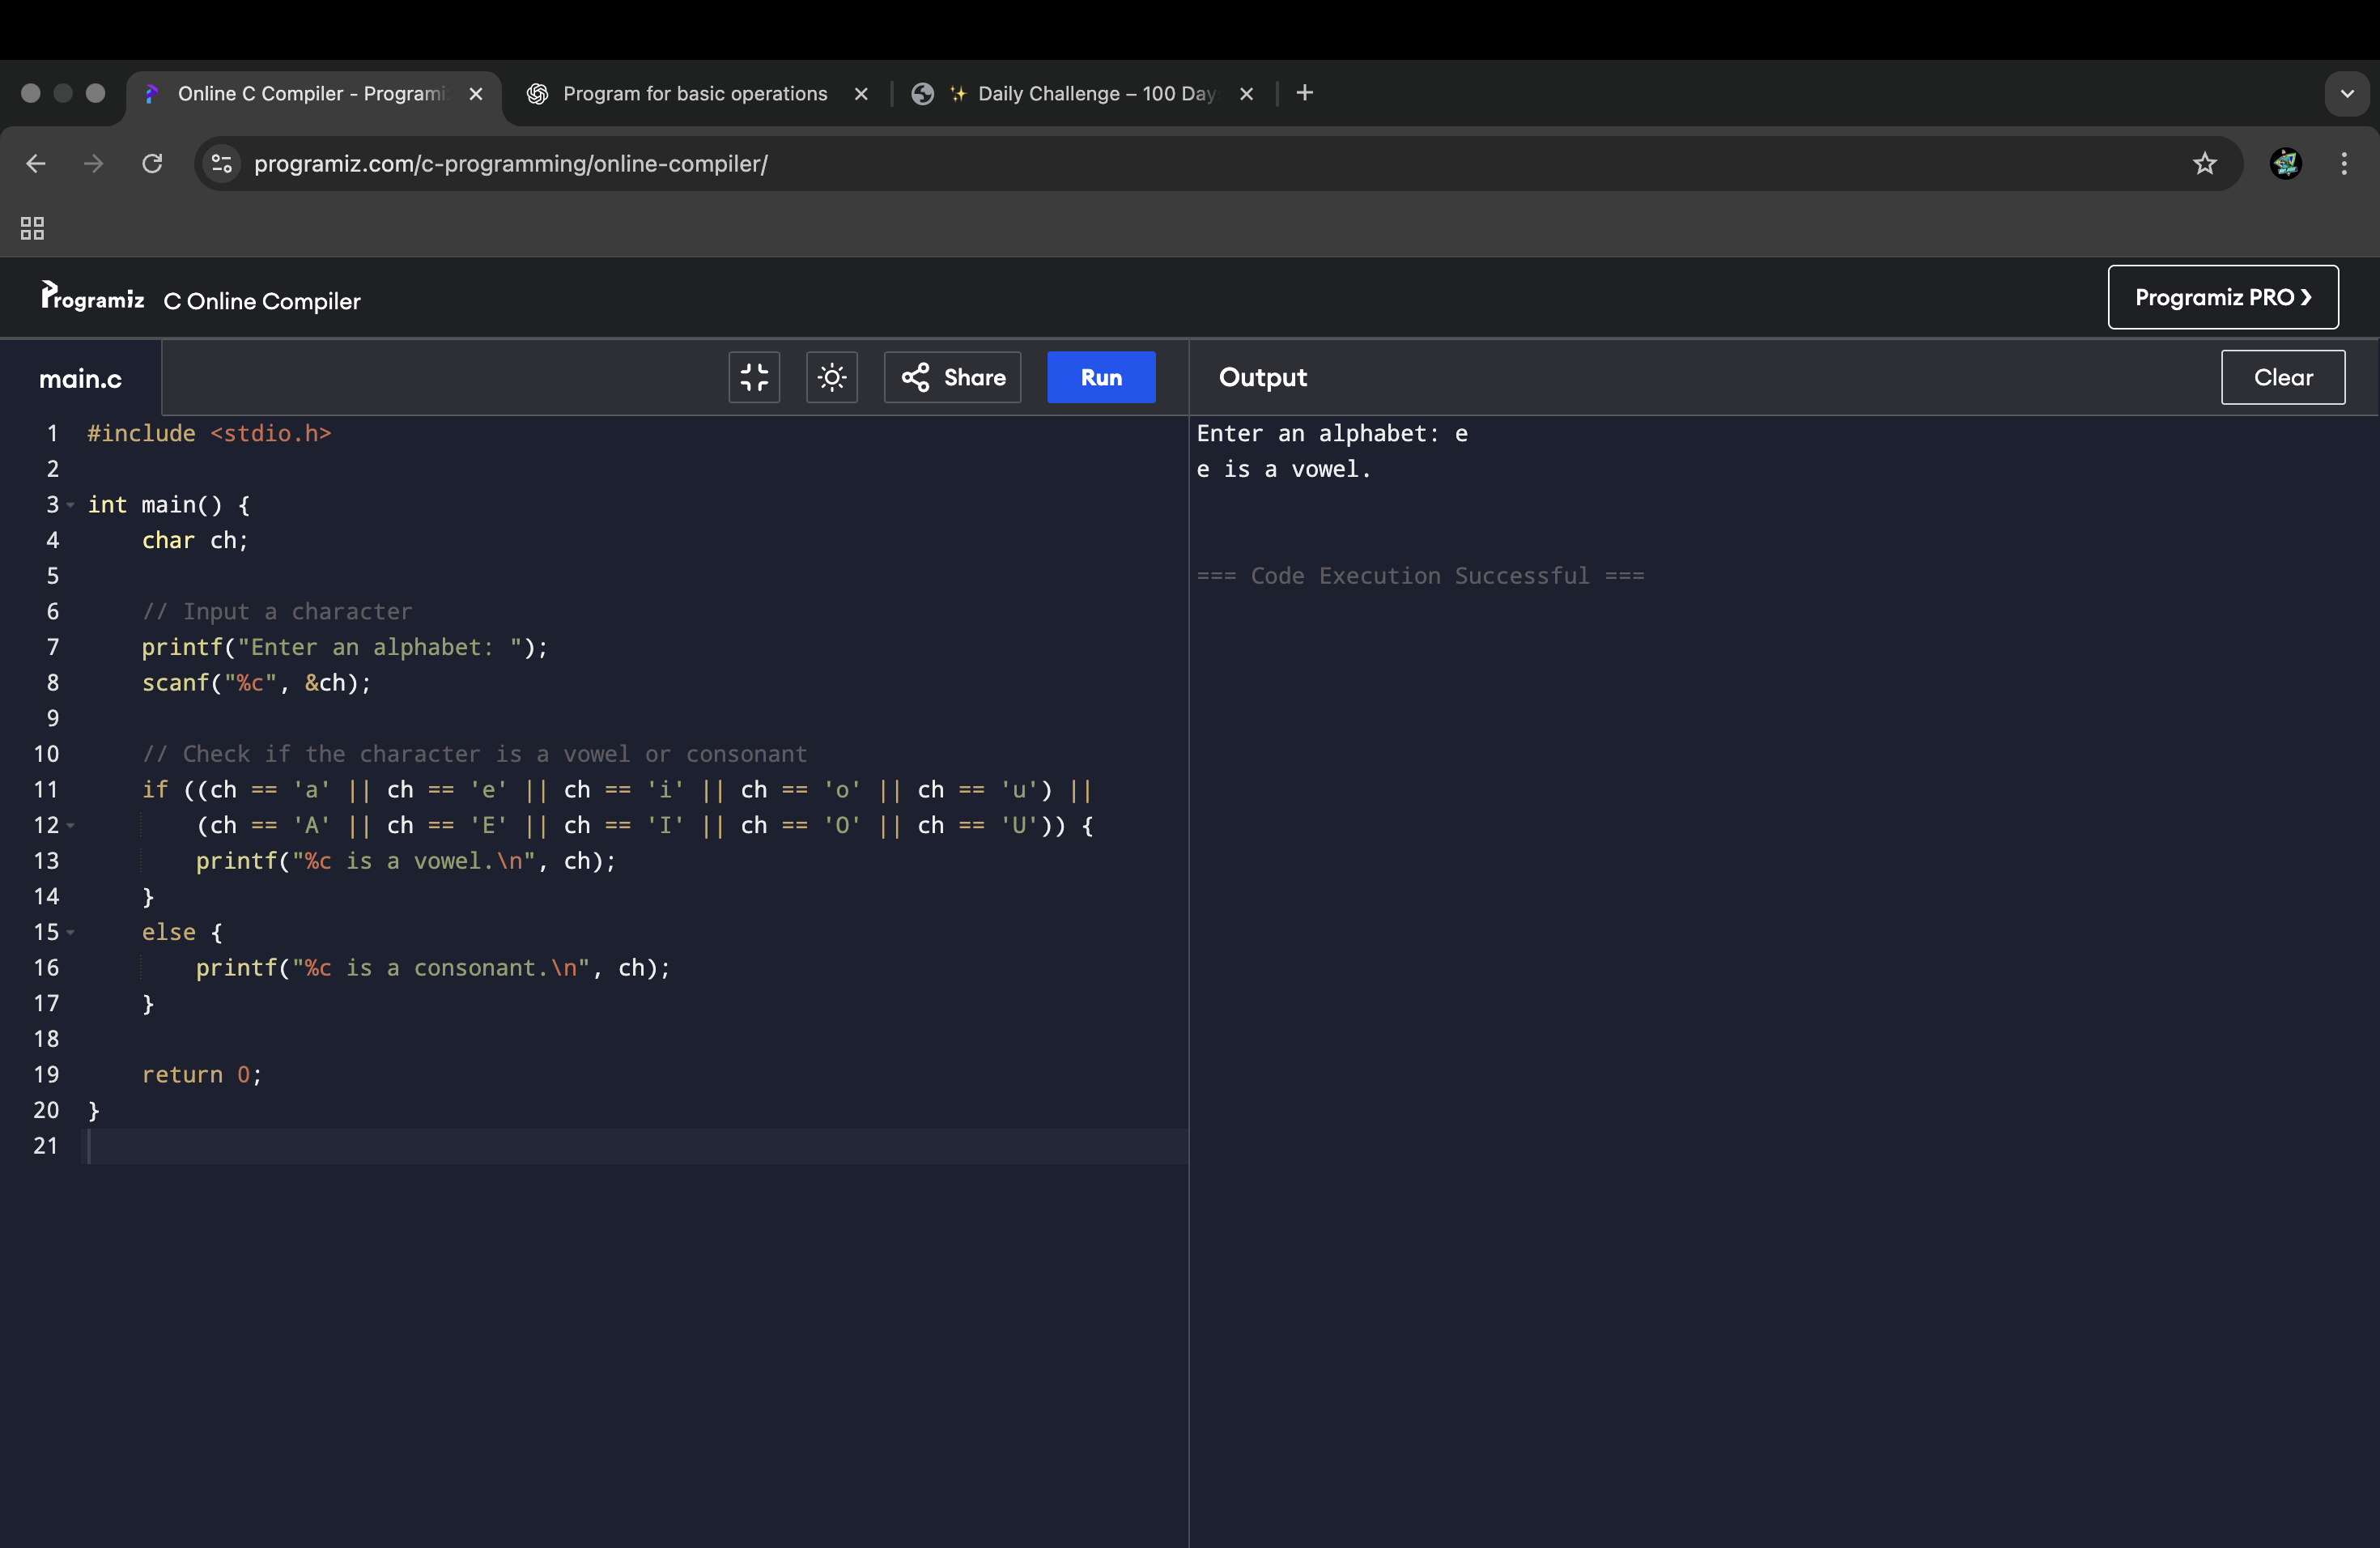 Online C Compiler - Programi
Program for basic operations
✨ Daily Challenge – 100 Day
programiz.com/c-programming/online-compiler/
Programiz C Online Compiler
Programiz PRO ❯
main.c
Share
Run
Output
Clear
1 #include <stdio.h>
2
3 int main() {
4     char ch;
5
6     // Input a character
7     printf("Enter an alphabet: ");
8     scanf("%c", &ch);
9
10     // Check if the character is a vowel or consonant
11     if ((ch == 'a' || ch == 'e' || ch == 'i' || ch == 'o' || ch == 'u') ||
12         (ch == 'A' || ch == 'E' || ch == 'I' || ch == 'O' || ch == 'U')) {
13         printf("%c is a vowel.\n", ch);
14     }
15     else {
16         printf("%c is a consonant.\n", ch);
17     }
18
19     return 0;
20 }
21
Enter an alphabet: e
e is a vowel.
=== Code Execution Successful ===